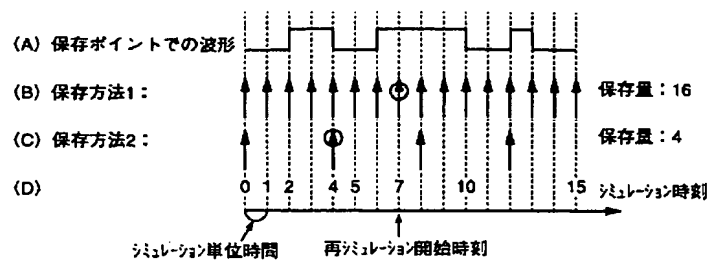 (A) 保存ポイントでの波形
(B) 保存方法1： 保存量：16
(C) 保存方法2： 保存量：4
(D) 0 1 2 4 5 7 10 15 シミュレーション時刻
シミュレーション単位時間 再シミュレーション開始時刻